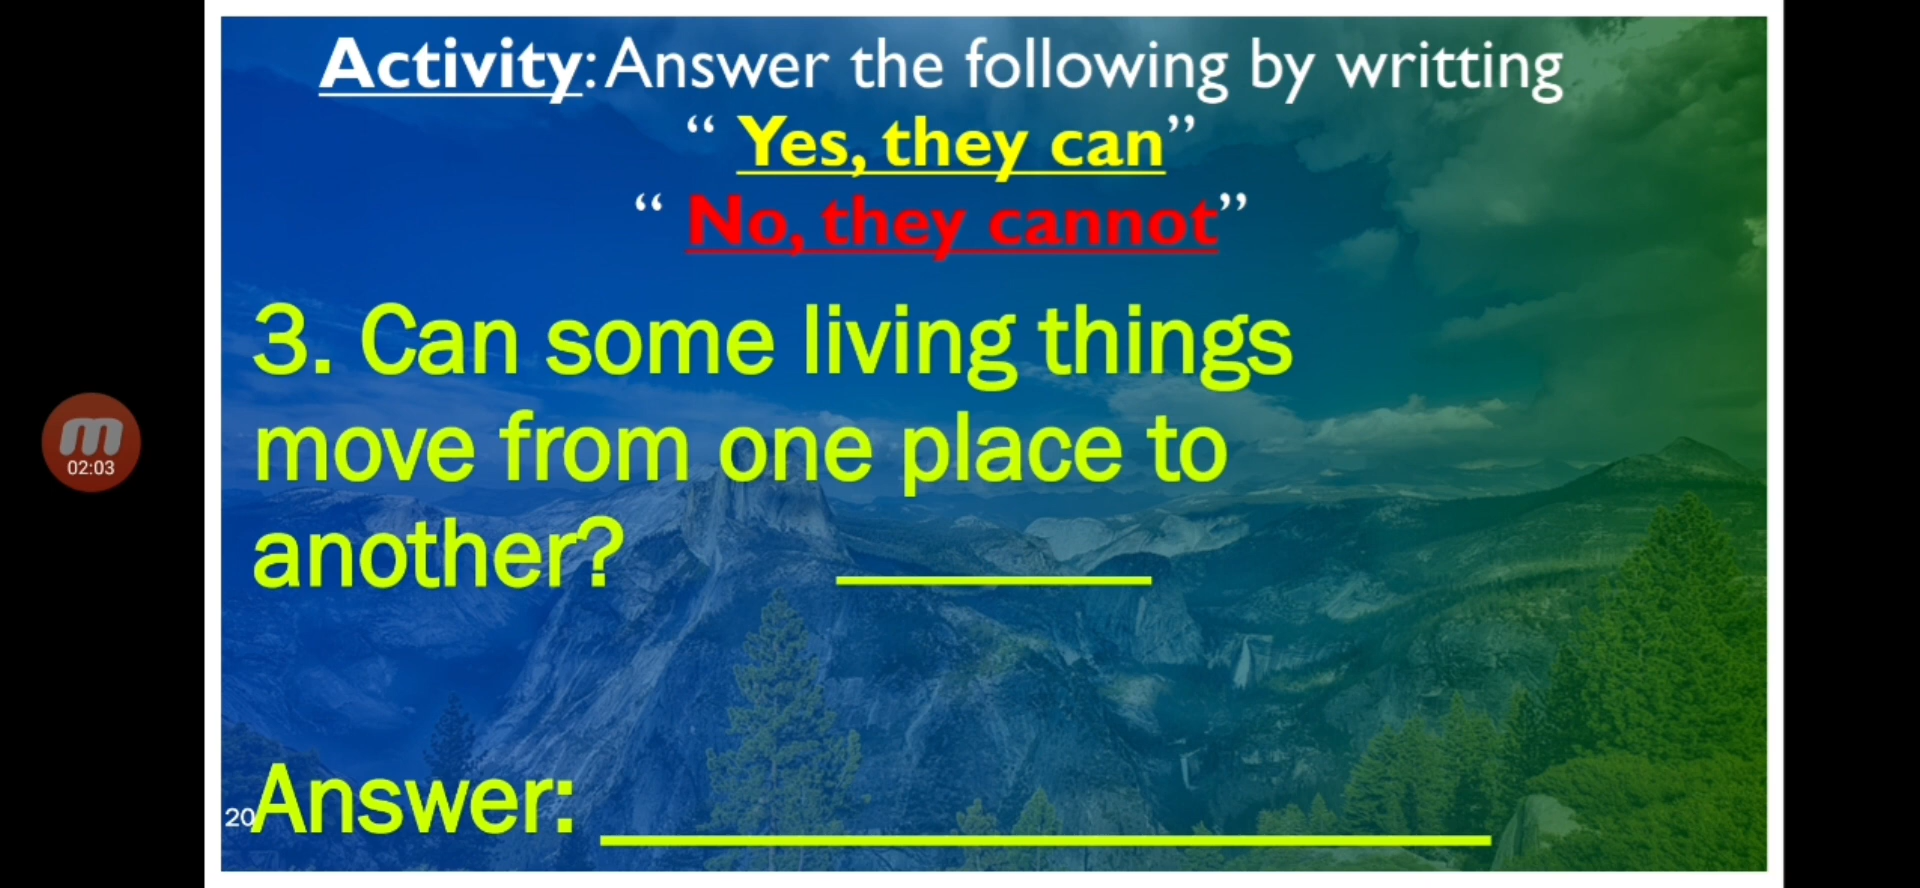 Activity: Answer the following by writting
“ Yes, they can”
“ No, they cannot”
3. Can some living things
move from one place to
another? ________
20
Answer: ____________________
02:03